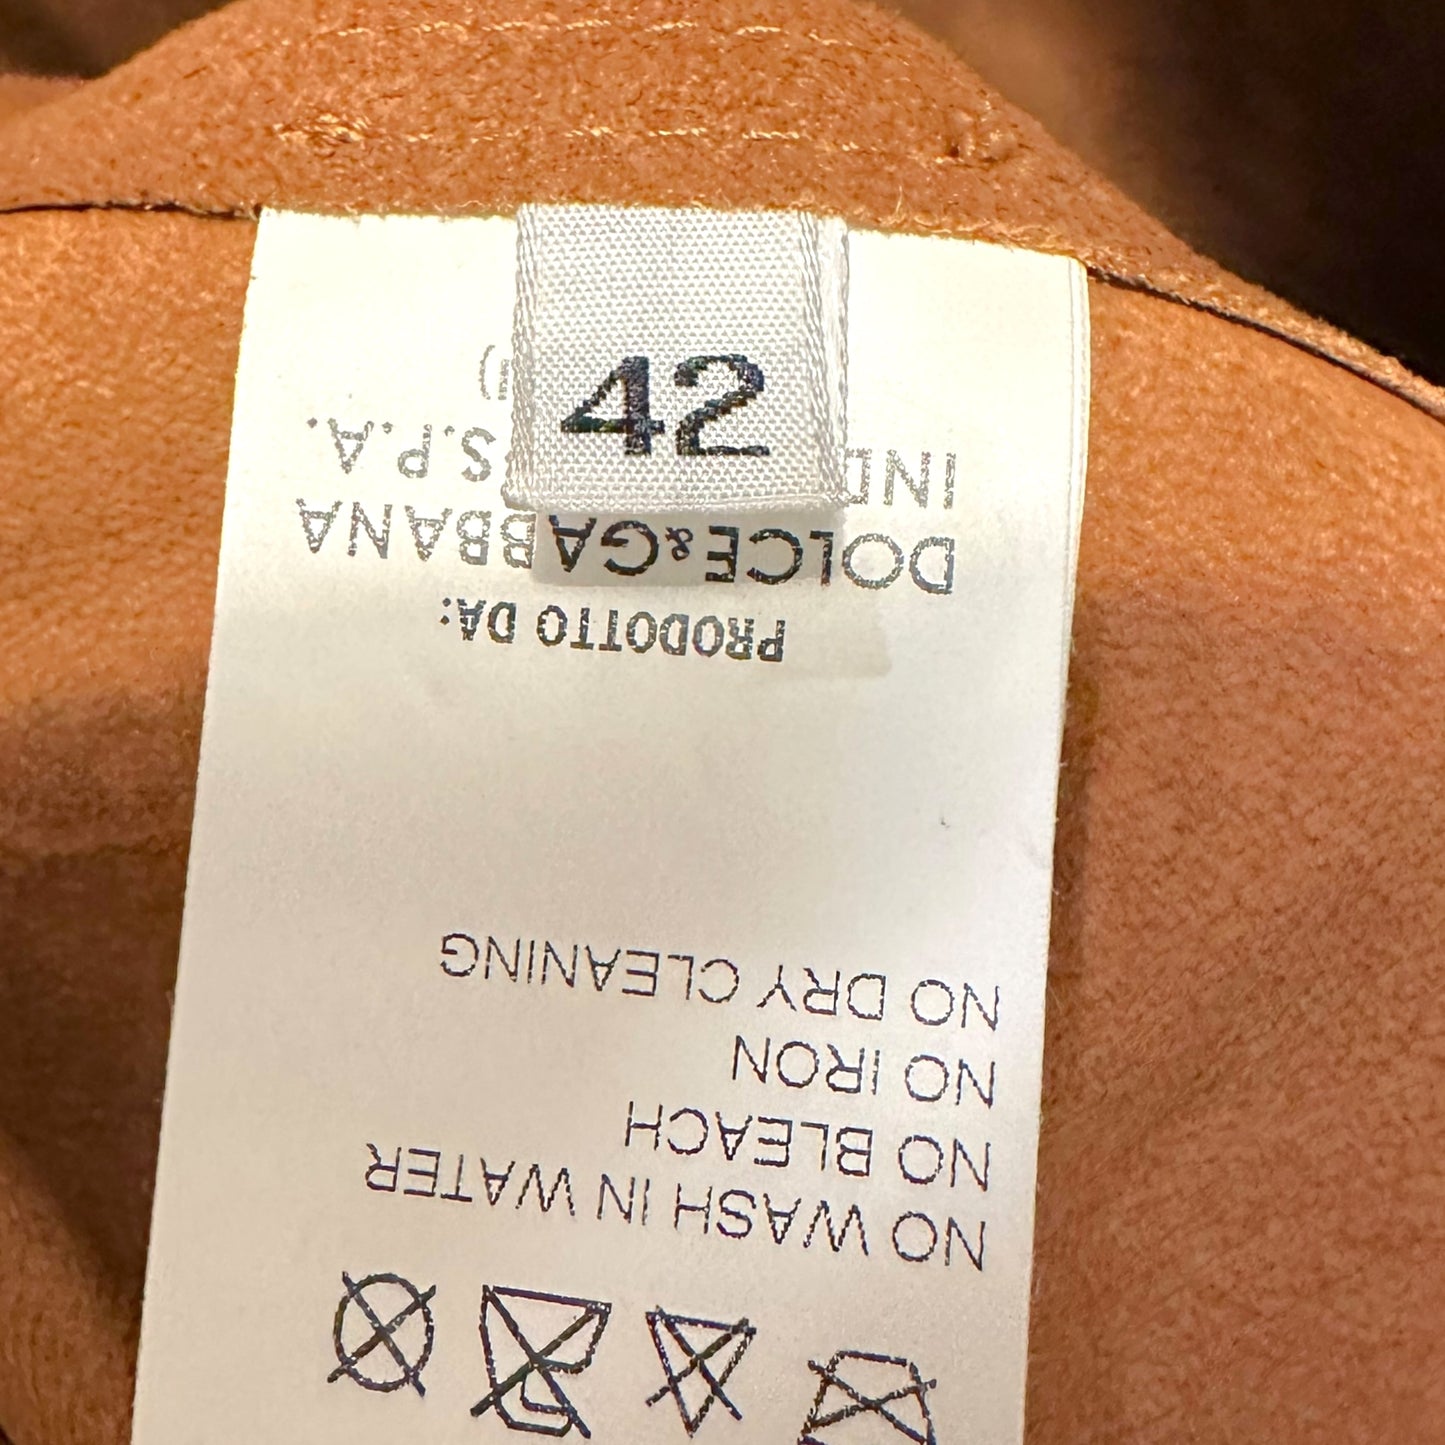 42
NO WASH IN WATER
NO BLEACH
NO IRON
NO DRY CLEANING
PRODOTTO DA:
DOLCE&GABBANA
S.P.A.